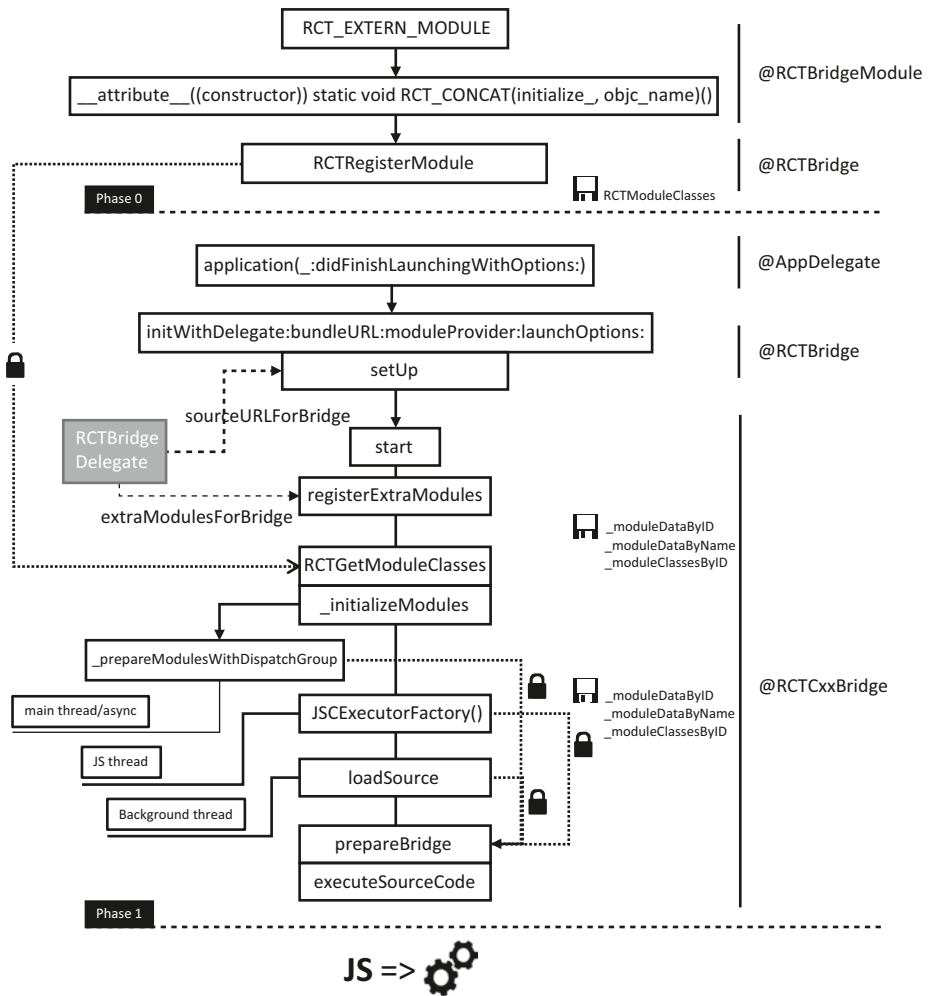 RCT_EXTERN_MODULE
@RCTBridgeModule
__attribute__((constructor)) static void RCT_CONCAT(initialize_, objc_name)()
RCTRegisterModule
@RCTBridge
RCTModuleClasses
Phase 0
application(_:didFinishLaunchingWithOptions:)
@AppDelegate
initWithDelegate:bundleURL:moduleProvider:launchOptions:
@RCTBridge
setUp
sourceURLForBridge
RCTBridge
Delegate
start
registerExtraModules
extraModulesForBridge
_moduleDataByID
_moduleDataByName
_moduleClassesByID
RCTGetModuleClasses
_initializeModules
_prepareModulesWithDispatchGroup
@RCTCxxBridge
_moduleDataByID
_moduleDataByName
_moduleClassesByID
main thread/async
JSCExecutorFactory()
JS thread
loadSource
Background thread
prepareBridge
executeSourceCode
Phase 1
JS =>